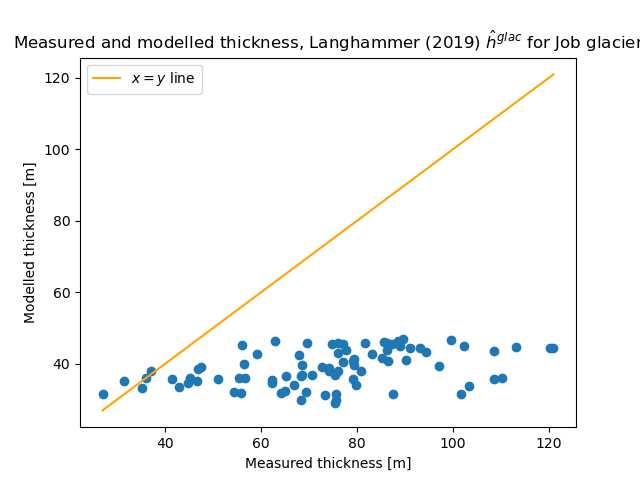 Measured and modelled thickness, Langhammer (2019) $\hat{h}^{glac}$ for Job glacier
x = y line
120
100
80
60
40
Modelled thickness [m]
40 60 80 100 120
Measured thickness [m]